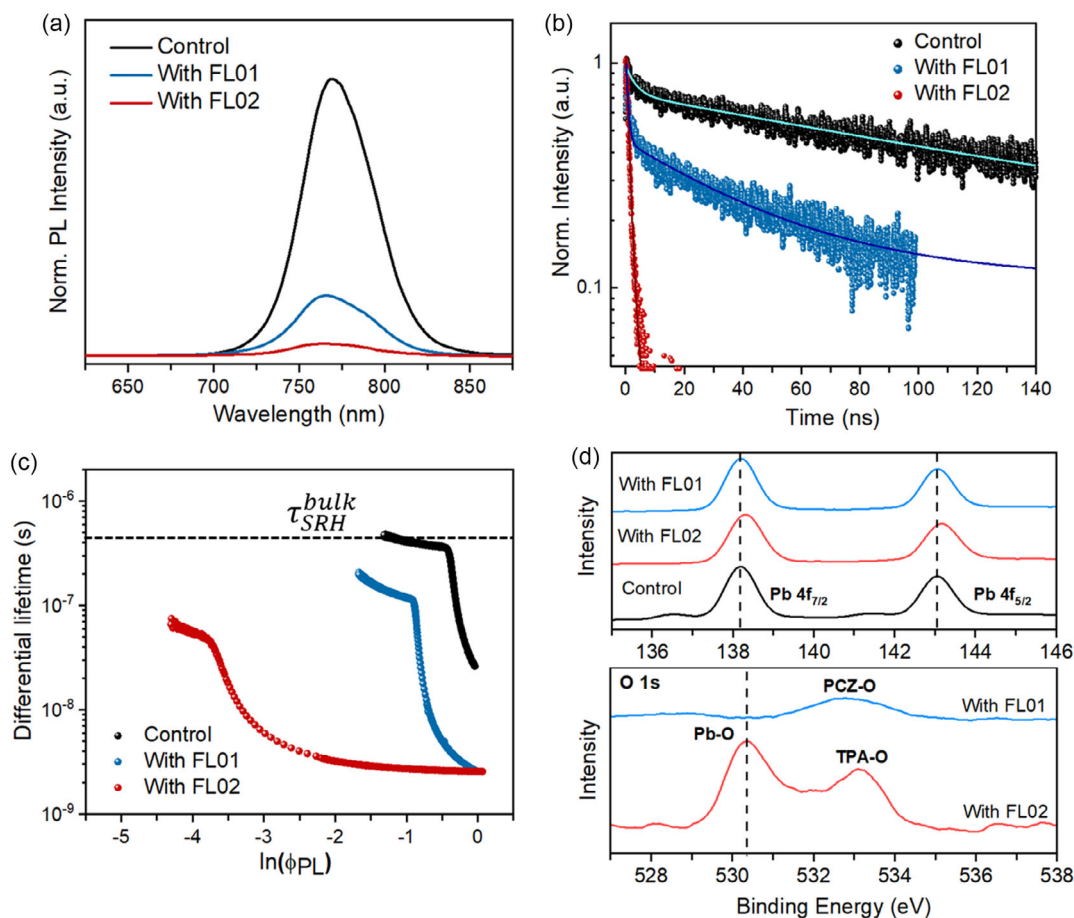 (a)
Control
With FL01
With FL02
Norm. PL Intensity (a.u.)
650 700 750 800 850
Wavelength (nm)
(b)
Control
With FL01
With FL02
Norm. Intensity (a.u.)
1
0.1
0 20 40 60 80 100 120 140
Time (ns)
(c)
Differential lifetime (s)
10⁻⁶
10⁻⁷
10⁻⁸
10⁻⁹
τ_SRH^bulk
Control
With FL01
With FL02
-5 -4 -3 -2 -1 0
ln(ϕPL)
(d)
Intensity
With FL01
With FL02
Control
Pb 4f7/2
Pb 4f5/2
136 138 140 142 144 146
O 1s
Intensity
PCZ-O
With FL01
Pb-O
TPA-O
With FL02
528 530 532 534 536 538
Binding Energy (eV)